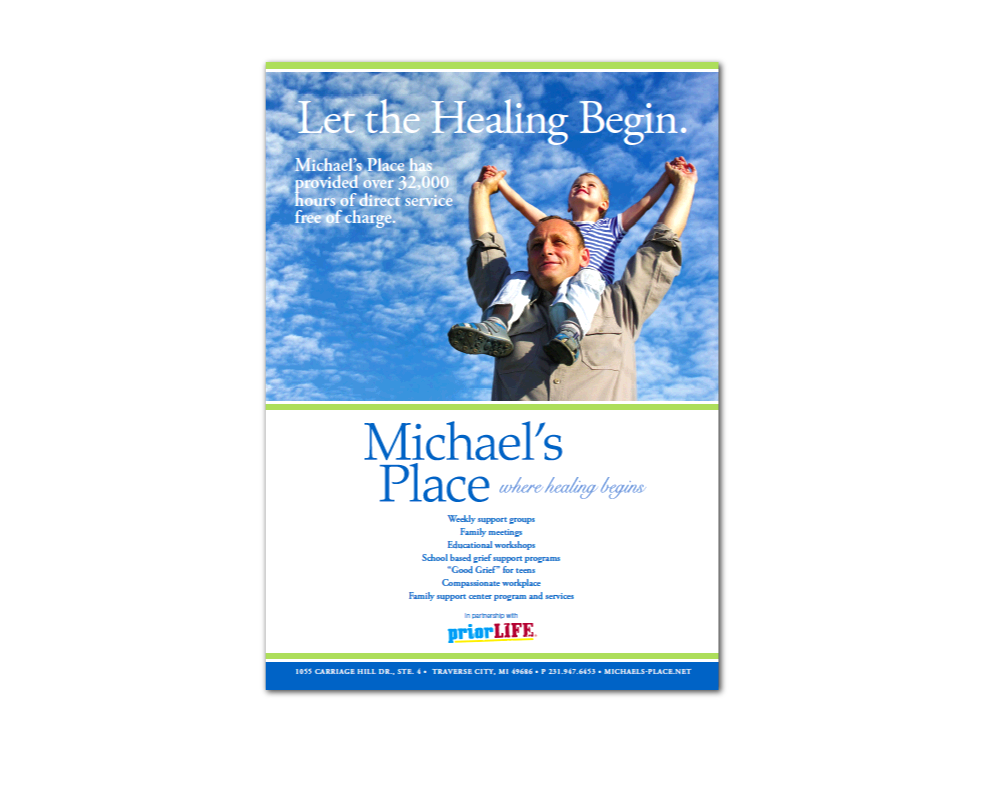 Let the Healing Begin.
Michael's Place has
provided over 32,000
hours of direct service
free of charge.
Michael's
Place where healing begins
Weekly support groups
Family meetings
Educational workshops
School based grief support programs
"Good Grief" for teens
Compassionate workplace
Family support center program and services
in partnership with
priorLIFE.
1055 CARRIAGE HILL DR., STE. 4 • TRAVERSE CITY, MI 49686 • P 231.947.6453 • MICHAELS-PLACE.NET